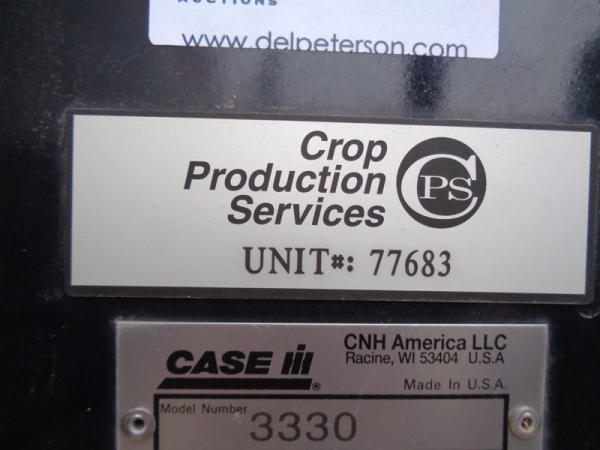 AUCTIONS
www.delpeterson.com
Crop
Production
Services
CPS
UNIT#: 77683
CASE IH
®
CNH America LLC
Racine, WI 53404 U.S.A
Made In U.S.A.
Model Number
3330